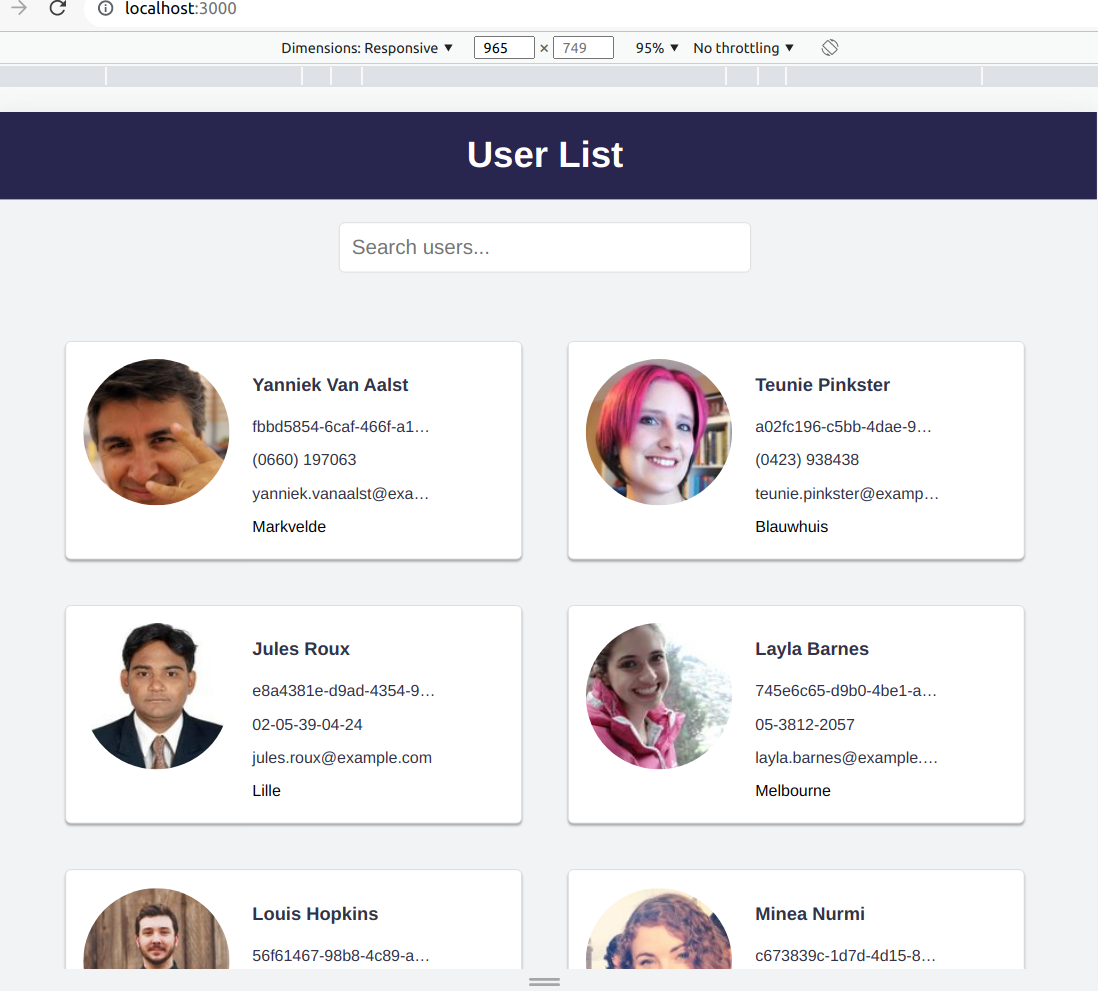 localhost:3000
Dimensions: Responsive ▼ 965 × 749 95% ▼ No throttling ▼
User List
Search users...
Yanniek Van Aalst
fbbd5854-6caf-466f-a1…
(0660) 197063
yanniek.vanaalst@exa…
Markvelde
Teunie Pinkster
a02fc196-c5bb-4dae-9…
(0423) 938438
teunie.pinkster@examp…
Blauwhuis
Jules Roux
e8a4381e-d9ad-4354-9…
02-05-39-04-24
jules.roux@example.com
Lille
Layla Barnes
745e6c65-d9b0-4be1-a…
05-3812-2057
layla.barnes@example.…
Melbourne
Louis Hopkins
56f61467-98b8-4c89-a…
Minea Nurmi
c673839c-1d7d-4d15-8…